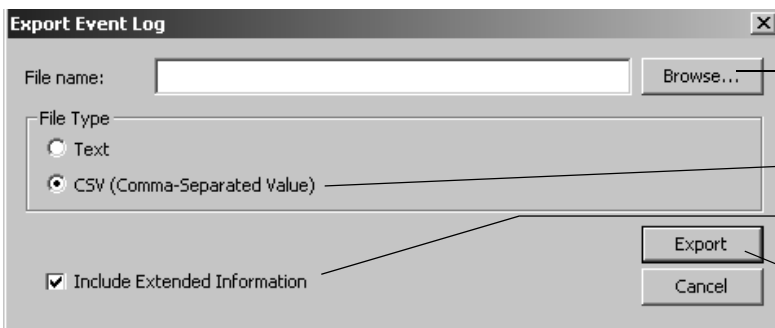 Export Event Log
File name:
Browse...
File Type
Text
CSV (Comma-Separated Value)
Export
Include Extended Information
Cancel